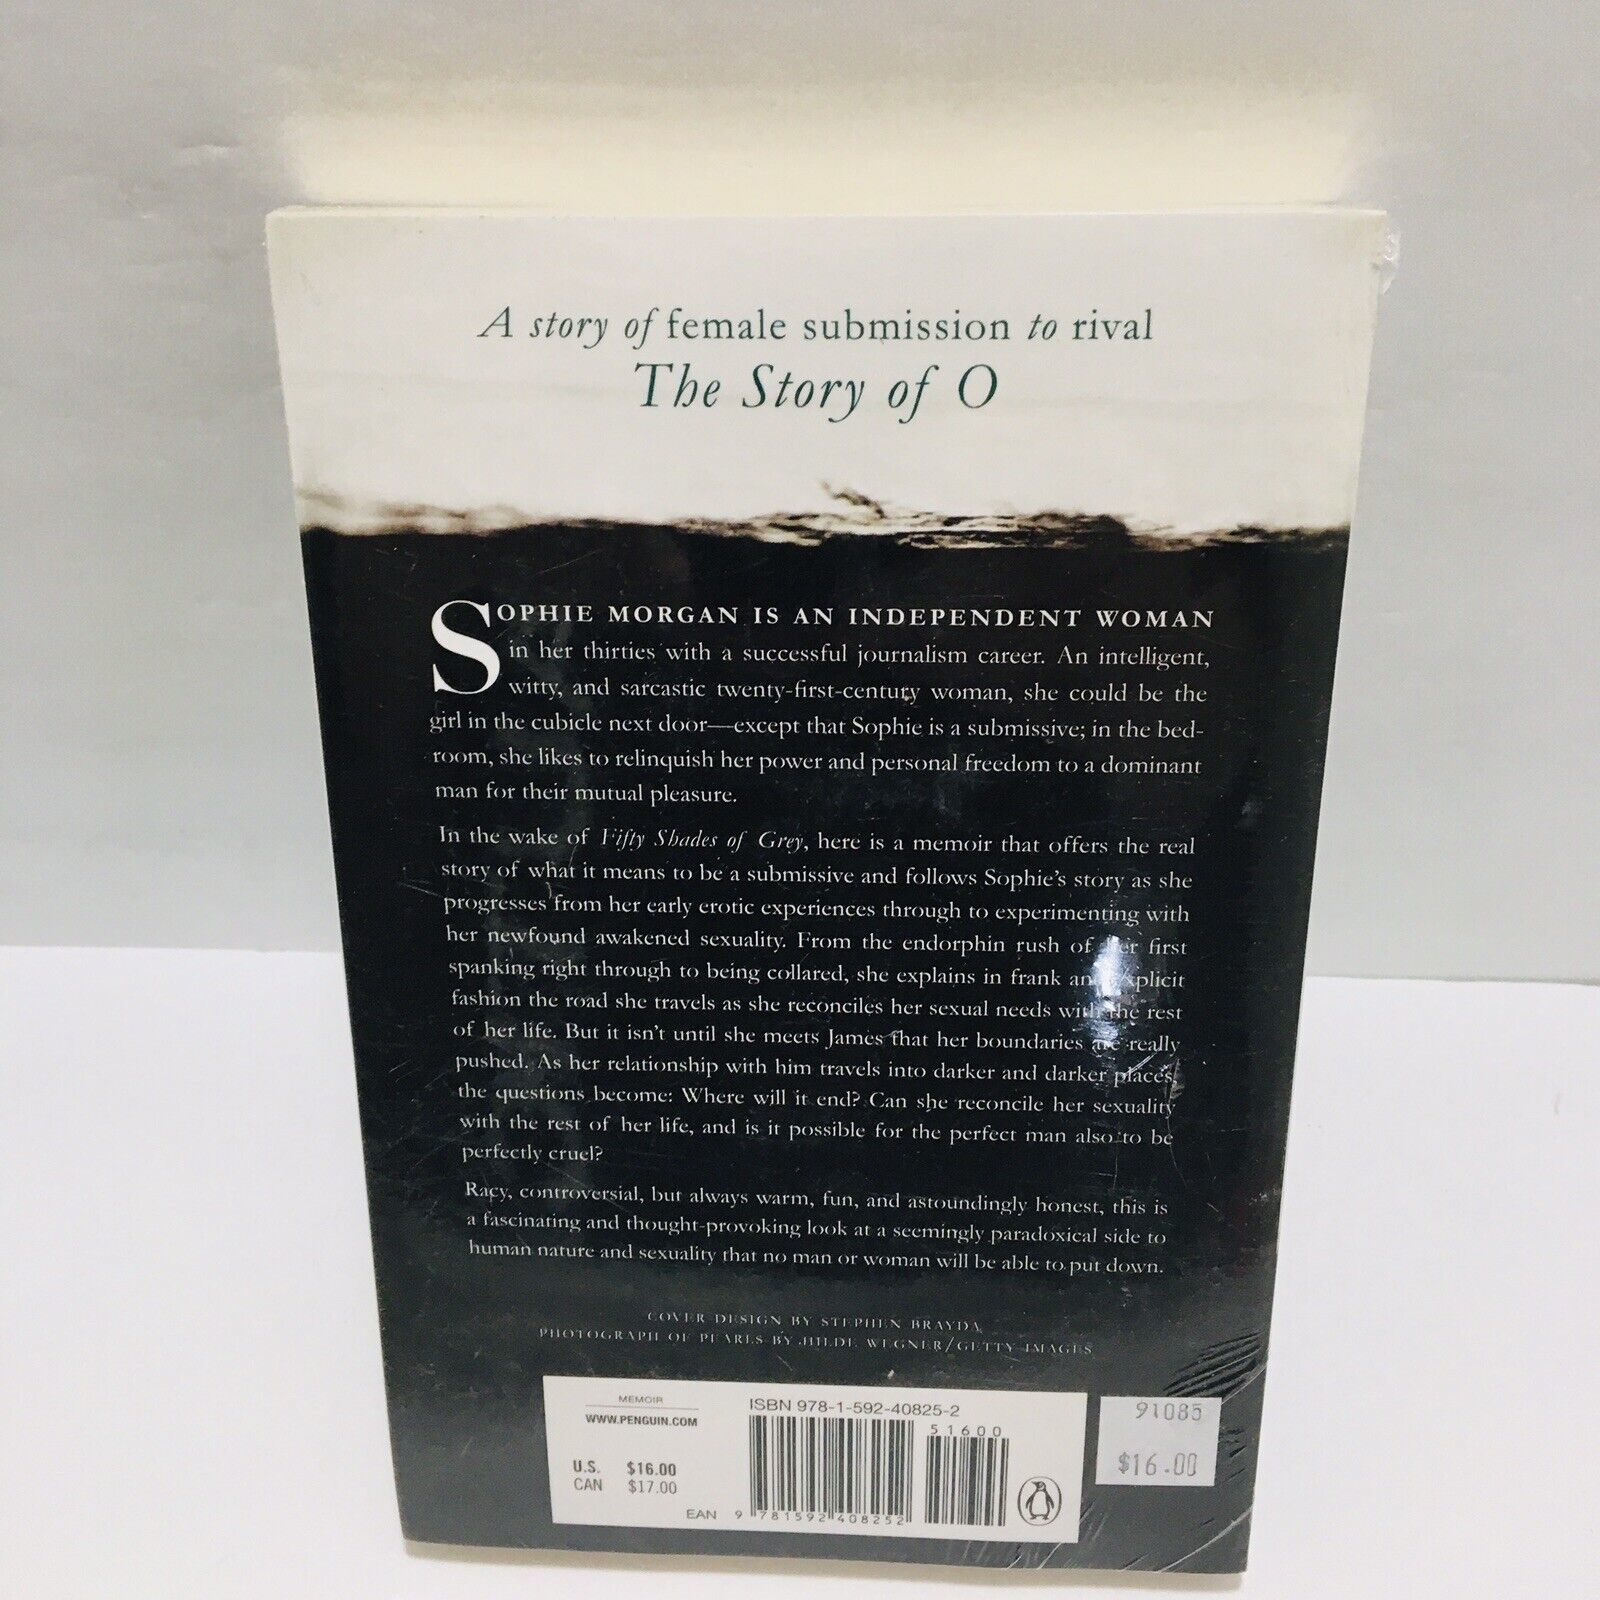 A story of female submission to rival
The Story of O
SOPHIE MORGAN IS AN INDEPENDENT WOMAN
in her thirties with a successful journalism career. An intelligent,
witty, and sarcastic twenty-first-century woman, she could be the
girl in the cubicle next door—except that Sophie is a submissive; in the bed-
room, she likes to relinquish her power and personal freedom to a dominant
man for their mutual pleasure.
In the wake of Fifty Shades of Grey, here is a memoir that offers the real
story of what it means to be a submissive and follows Sophie's story as she
progresses from her early erotic experiences through to experimenting with
her newfound awakened sexuality. From the endorphin rush of her first
spanking right through to being collared, she explains in frank and explicit
fashion the road she travels as she reconciles her sexual needs with the rest
of her life. But it isn't until she meets James that her boundaries are really
pushed. As her relationship with him travels into darker and darker places,
the questions become: Where will it end? Can she reconcile her sexuality
with the rest of her life, and is it possible for the perfect man also to be
perfectly cruel?
Racy, controversial, but always warm, fun, and astoundingly honest, this is
a fascinating and thought-provoking look at a seemingly paradoxical side to
human nature and sexuality that no man or woman will be able to put down.
COVER DESIGN BY STEPHEN BRAYDA
PHOTOGRAPH OF PEARLS BY HILDE WEGNER/GETTY IMAGES
MEMOIR
WWW.PENGUIN.COM
U.S. $16.00
CAN $17.00
EAN
ISBN 978-1-592-40825-2
51600
9 781592 408252
91085
$16.00